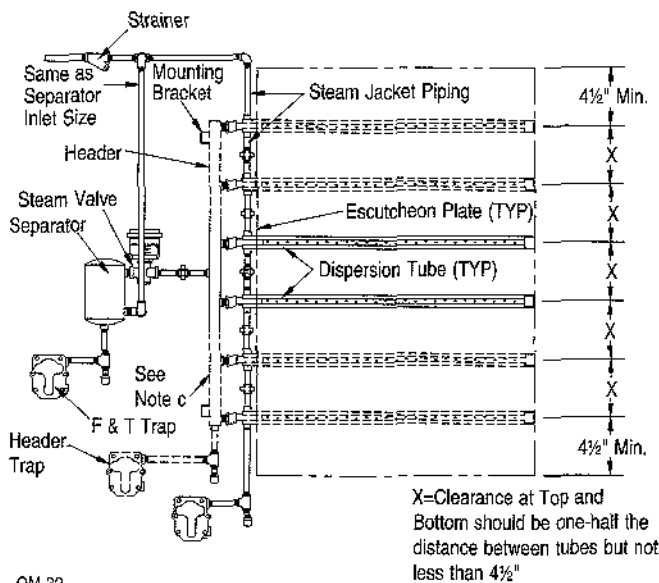 Strainer
Same as
Separator
Inlet Size
Mounting
Bracket
Steam Jacket Piping
4½" Min.
Header
X
Steam Valve
Separator
X
Escutcheon Plate (TYP)
X
Dispersion Tube (TYP)
X
See
Note c
X
F & T Trap
Header
Trap
4½" Min.
X=Clearance at Top and
Bottom should be one-half the
distance between tubes but not
less than 4½"